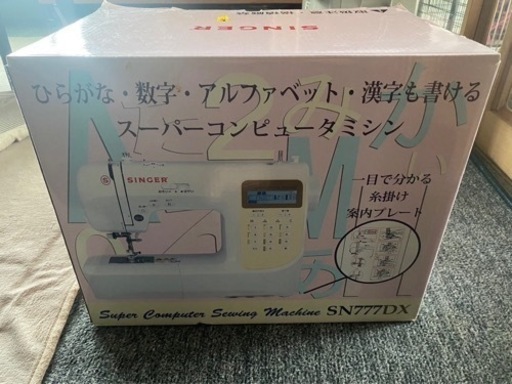 SINGER
ひらがな・数字・アルファベット・漢字も書ける
スーパーコンピュータミシン
SINGER
一目で分かる
糸掛け
案内プレート
Super Computer Sewing Machine SN777DX